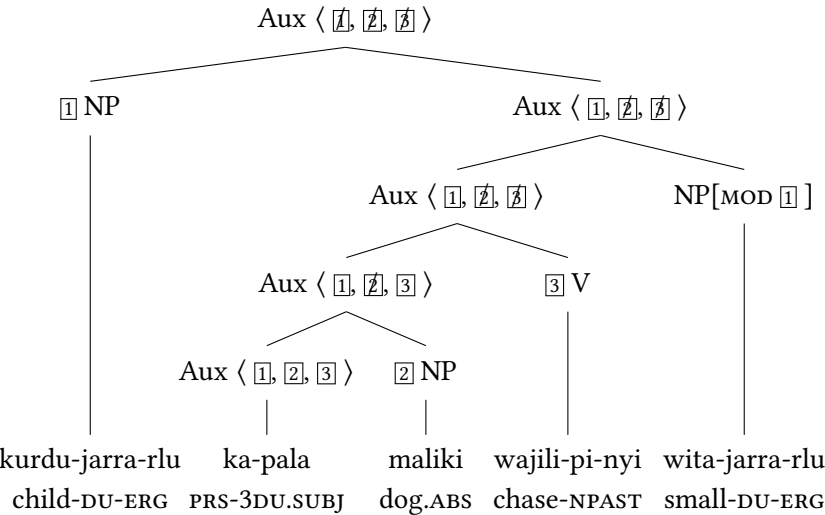 Aux ⟨ 1̸, 2̸, 3̸ ⟩
1 NP Aux ⟨ 1, 2̸, 3̸ ⟩
Aux ⟨ 1, 2̸, 3̸ ⟩ NP[MOD 1 ]
Aux ⟨ 1, 2̸, 3 ⟩ 3 V
Aux ⟨ 1, 2, 3 ⟩ 2 NP
kurdu-jarra-rlu ka-pala maliki wajili-pi-nyi wita-jarra-rlu
child-DU-ERG PRS-3DU.SUBJ dog.ABS chase-NPAST small-DU-ERG